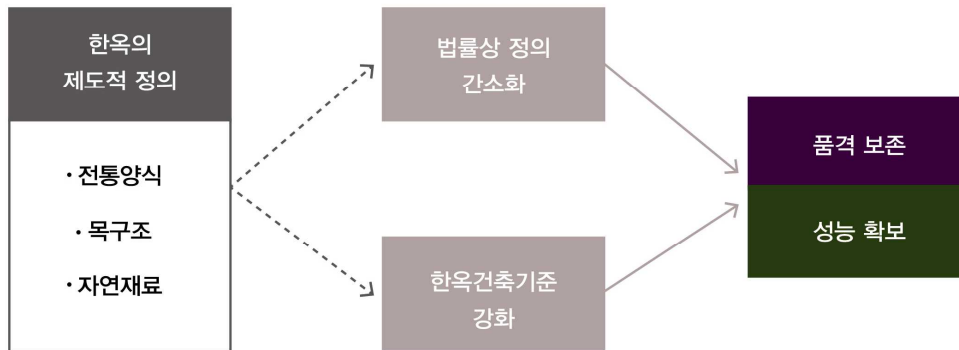 한옥의
제도적 정의
· 전통양식
· 목구조
· 자연재료
법률상 정의
간소화
한옥건축기준
강화
품격 보존
성능 확보